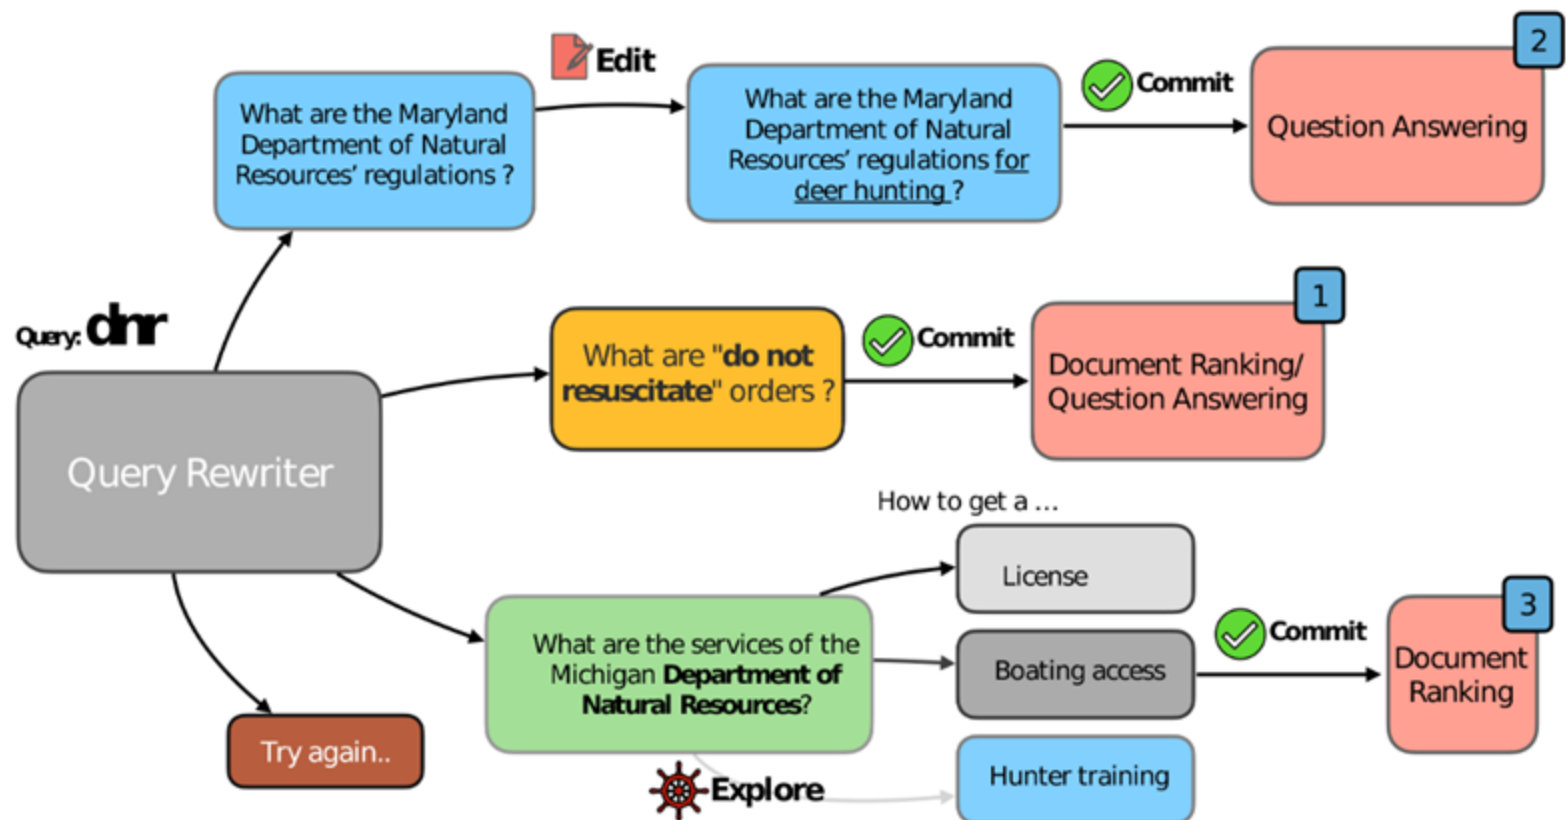 2
Edit
Commit
What are the Maryland
Department of Natural
Resources’ regulations ?
What are the Maryland
Department of Natural
Resources’ regulations for
deer hunting ?
Question Answering
Query: dnr
1
What are "do not
resuscitate" orders ?
Commit
Document Ranking/
Question Answering
Query Rewriter
How to get a ...
License
3
What are the services of the
Michigan Department of
Natural Resources?
Boating access
Commit
Document
Ranking
Try again..
Explore
Hunter training